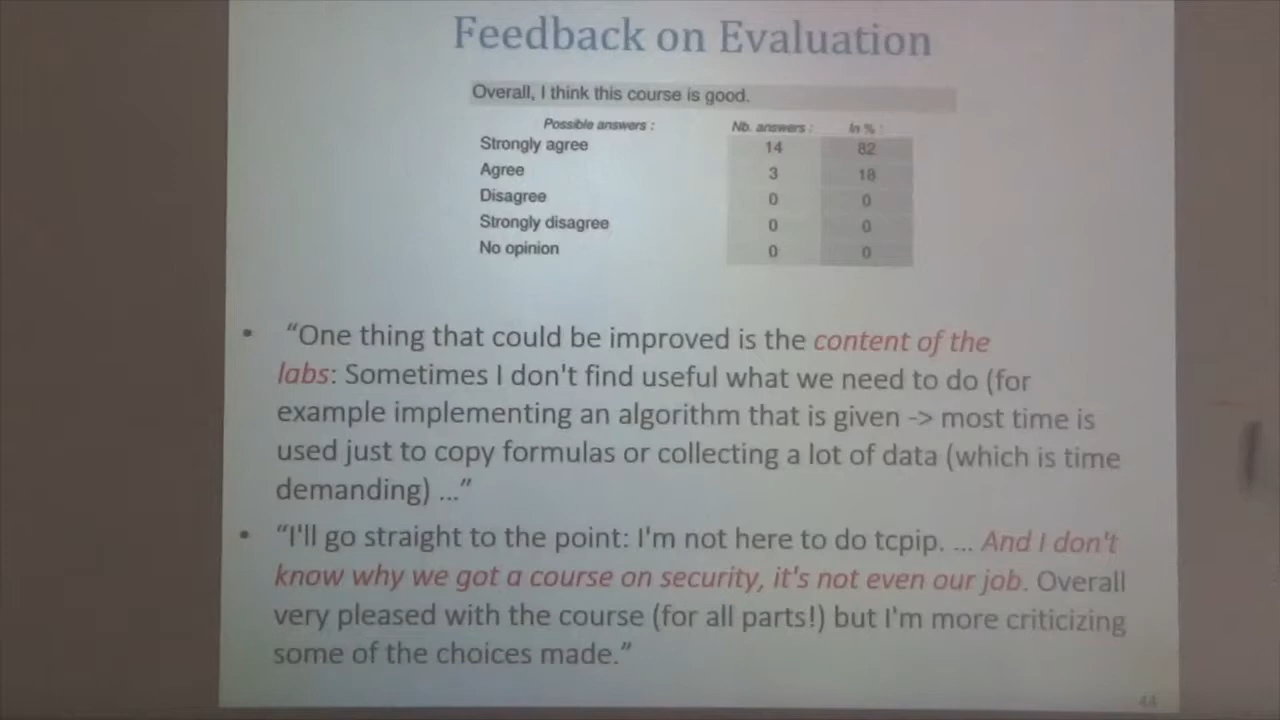 Feedback on Evaluation
Overall, I think this course is good.
Possible answers : Nb. answers : In % :
Strongly agree 14 82
Agree 3 18
Disagree 0 0
Strongly disagree 0 0
No opinion 0 0
• “One thing that could be improved is the content of the
labs: Sometimes I don't find useful what we need to do (for
example implementing an algorithm that is given -> most time is
used just to copy formulas or collecting a lot of data (which is time
demanding) ...”
• “I'll go straight to the point: I'm not here to do tcpip. ... And I don't
know why we got a course on security, it's not even our job. Overall
very pleased with the course (for all parts!) but I'm more criticizing
some of the choices made.”
44